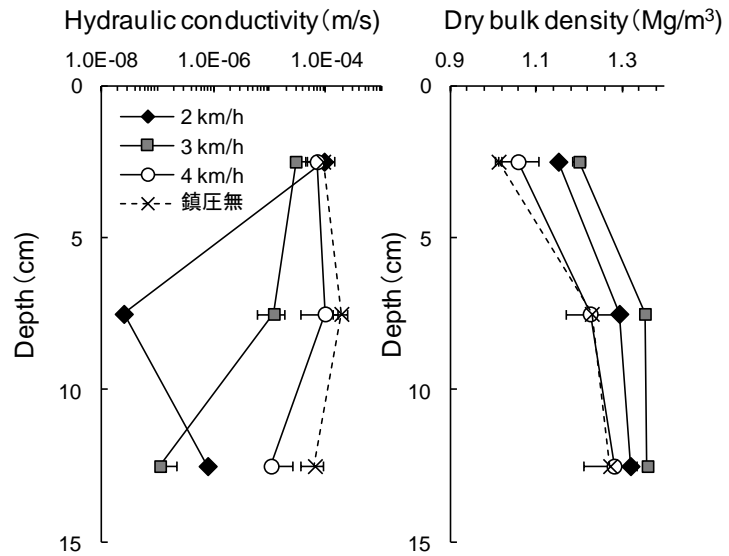 Hydraulic conductivity(m/s)
1.0E-08 1.0E-06 1.0E-04
0
5
10
15
Depth(cm)
2 km/h
3 km/h
4 km/h
鎮圧無
Dry bulk density(Mg/m³)
0.9 1.1 1.3
0
5
10
15
Depth(cm)